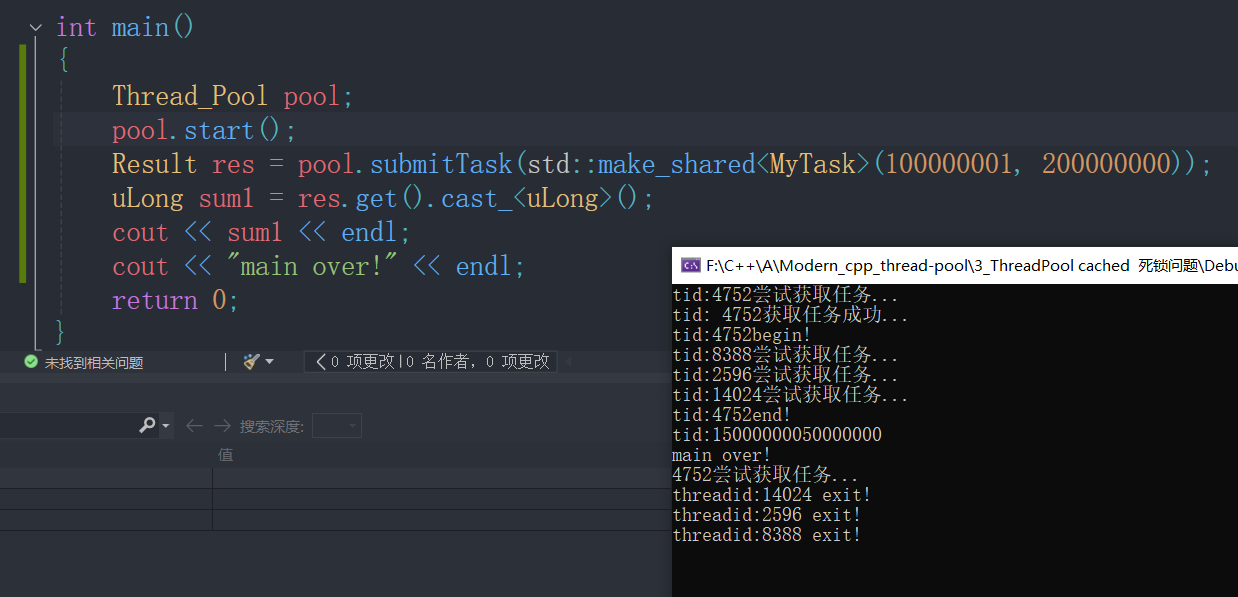 int main()
{
Thread_Pool pool;
pool.start();
Result res = pool.submitTask(std::make_shared<MyTask>(100000001, 200000000));
uLong sum1 = res.get().cast_<uLong>();
cout << sum1 << endl;
cout << "main over!" << endl;
return 0;
}
未找到相关问题
0 项更改|0 名作者, 0 项更改
搜索深度:
值
F:\C++\A\Modern_cpp_thread-pool\3_ThreadPool cached 死锁问题\Debu
tid:4752尝试获取任务...
tid: 4752获取任务成功...
tid:4752begin!
tid:8388尝试获取任务...
tid:2596尝试获取任务...
tid:14024尝试获取任务...
tid:4752end!
tid:15000000050000000
main over!
4752尝试获取任务...
threadid:14024 exit!
threadid:2596 exit!
threadid:8388 exit!